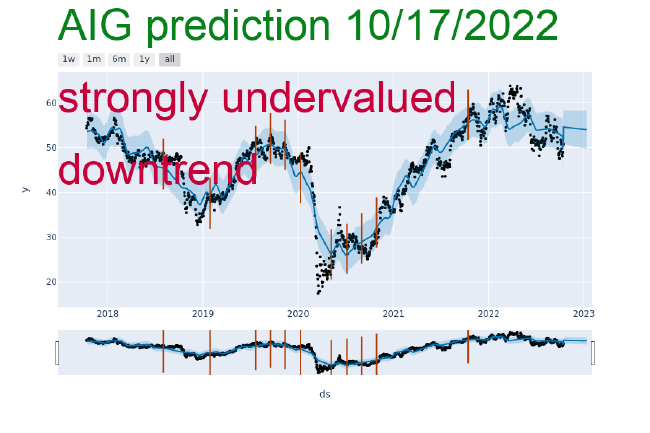 AIG prediction 10/17/2022
1w 1m 6m 1y all
strongly undervalued
downtrend
60
50
40
30
20
y
2018 2019 2020 2021 2022 2023
ds